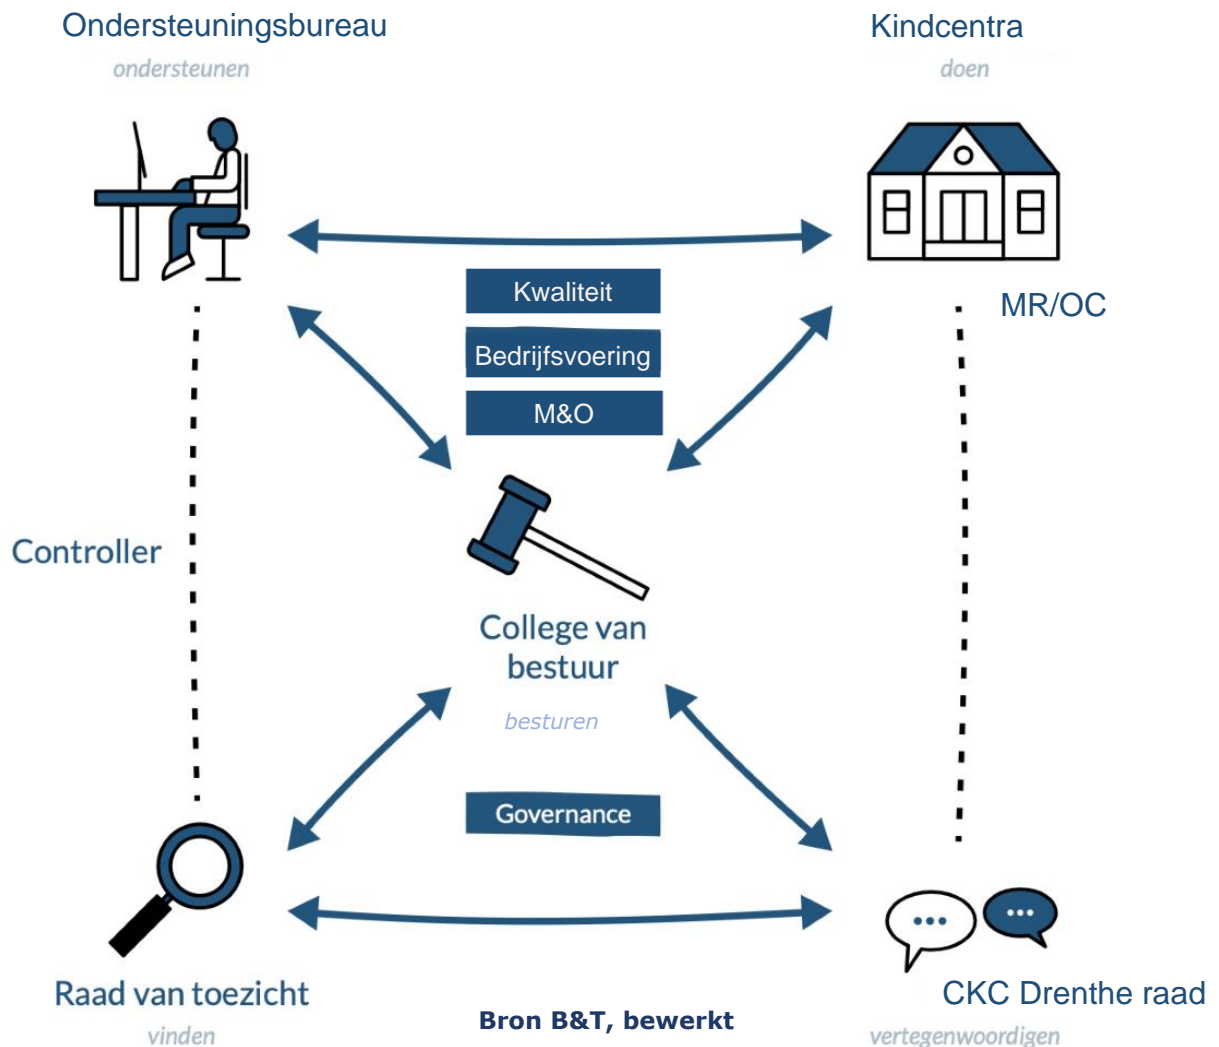 Ondersteuningsbureau
ondersteunen
Kindcentra
doen
Kwaliteit
Bedrijfsvoering
M&O
MR/OC
Controller
College van
bestuur
besturen
Governance
Raad van toezicht
vinden
CKC Drenthe raad
vertegenwoordigen
Bron B&T, bewerkt